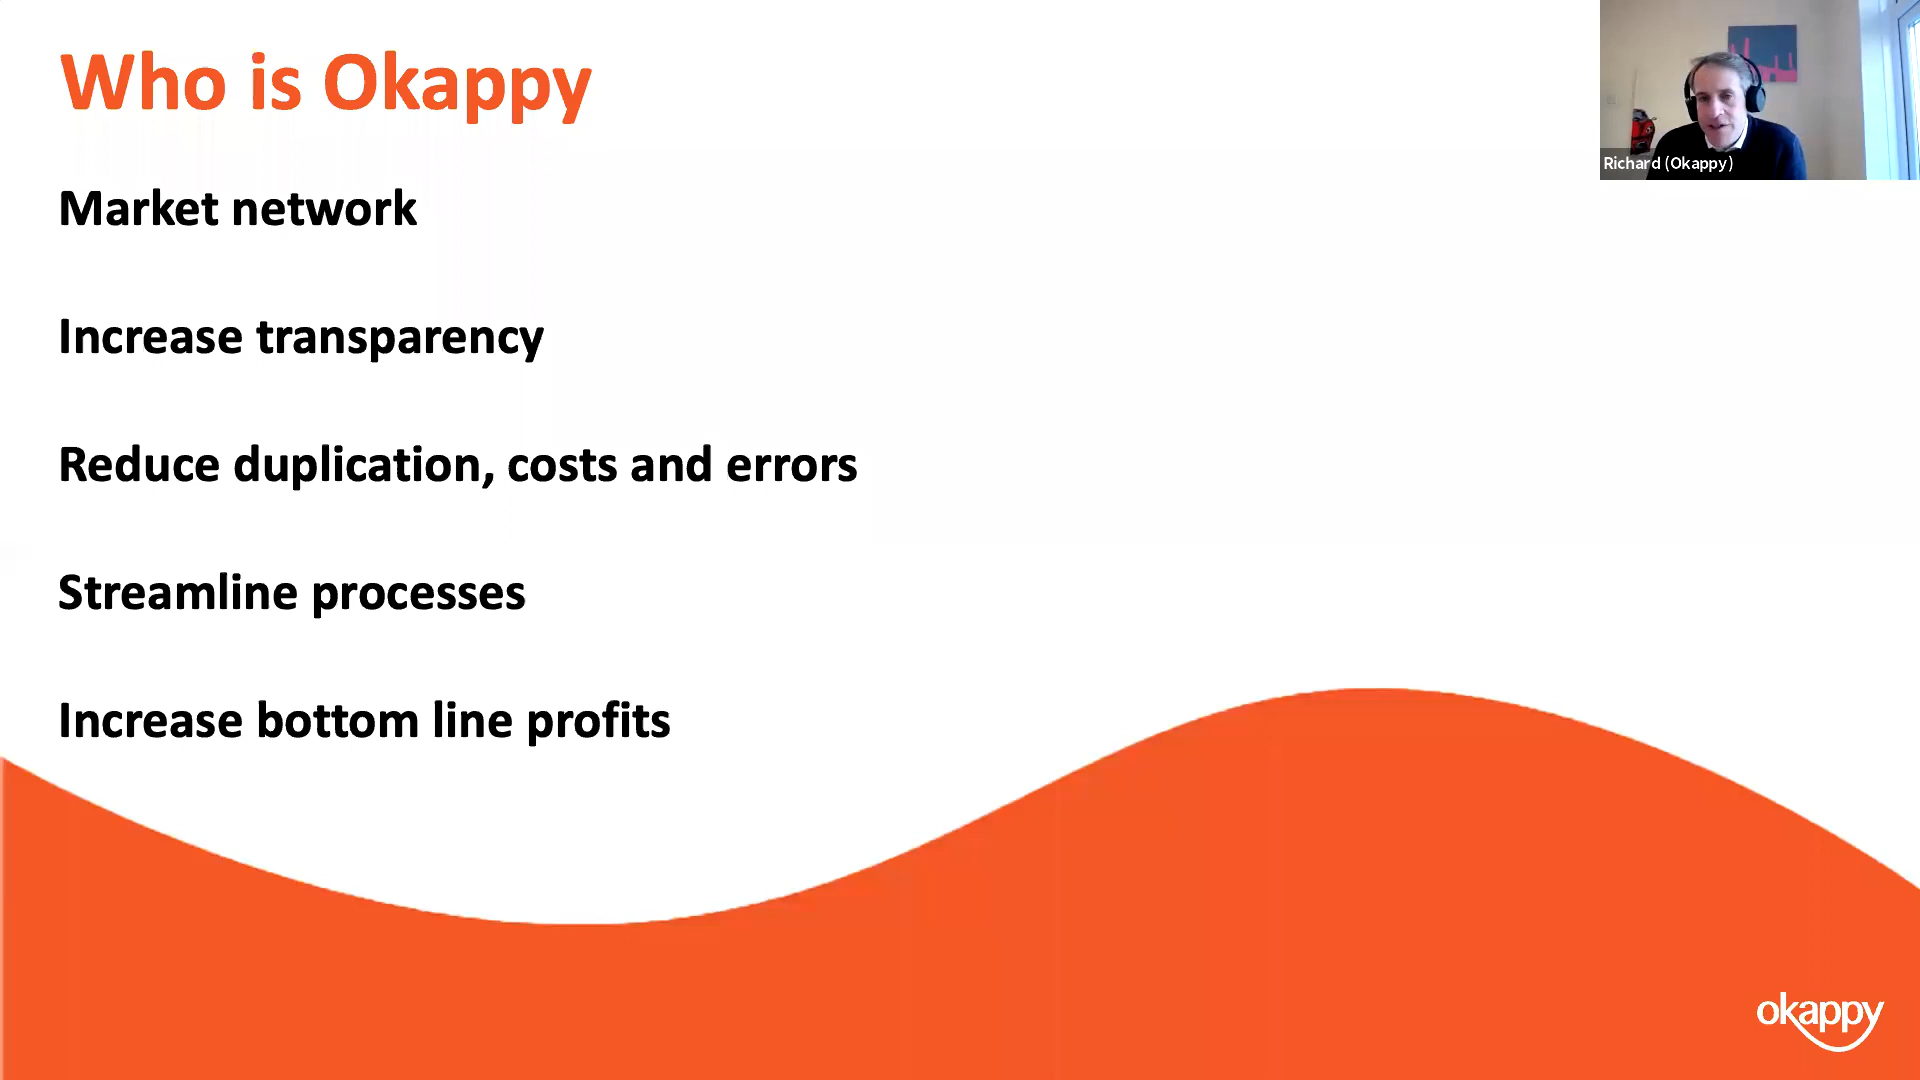 Who is Okappy
Richard (Okappy)
Market network
Increase transparency
Reduce duplication, costs and errors
Streamline processes
Increase bottom line profits
okappy